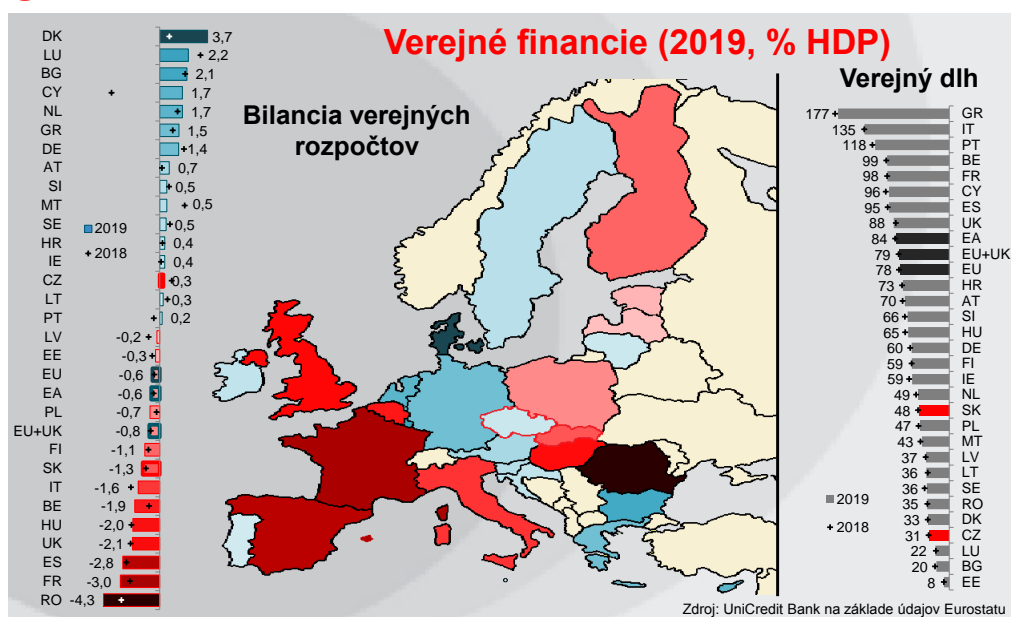 Verejné financie (2019, % HDP)
Bilancia verejných
rozpočtov
DK 3,7
LU 2,2
BG 2,1
CY 1,7
NL 1,7
GR 1,5
DE 1,4
AT 0,7
SI 0,5
MT 0,5
SE 0,5
HR 0,4
IE 0,4
CZ 0,3
LT 0,3
PT 0,2
LV -0,2
EE -0,3
EU -0,6
EA -0,6
PL -0,7
EU+UK -0,8
FI -1,1
SK -1,3
IT -1,6
BE -1,9
HU -2,0
UK -2,1
ES -2,8
FR -3,0
RO -4,3
2019
2018
Verejný dlh
177 GR
135 IT
118 PT
99 BE
98 FR
96 CY
95 ES
88 UK
84 EA
79 EU+UK
78 EU
73 HR
70 AT
66 SI
65 HU
60 DE
59 FI
59 IE
49 NL
48 SK
47 PL
43 MT
37 LV
36 LT
36 SE
35 RO
33 DK
31 CZ
22 LU
20 BG
8 EE
2019
2018
Zdroj: UniCredit Bank na základe údajov Eurostatu